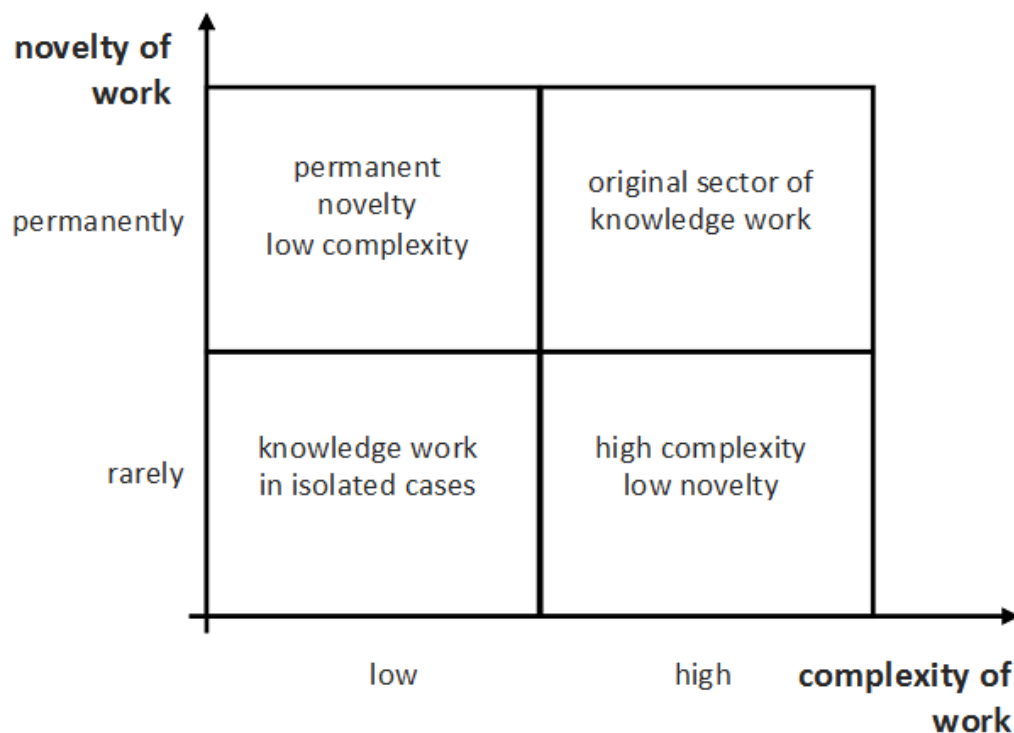 novelty of
work
permanent
novelty
low complexity
original sector of
knowledge work
permanently
knowledge work
in isolated cases
high complexity
low novelty
rarely
low
high
complexity of
work